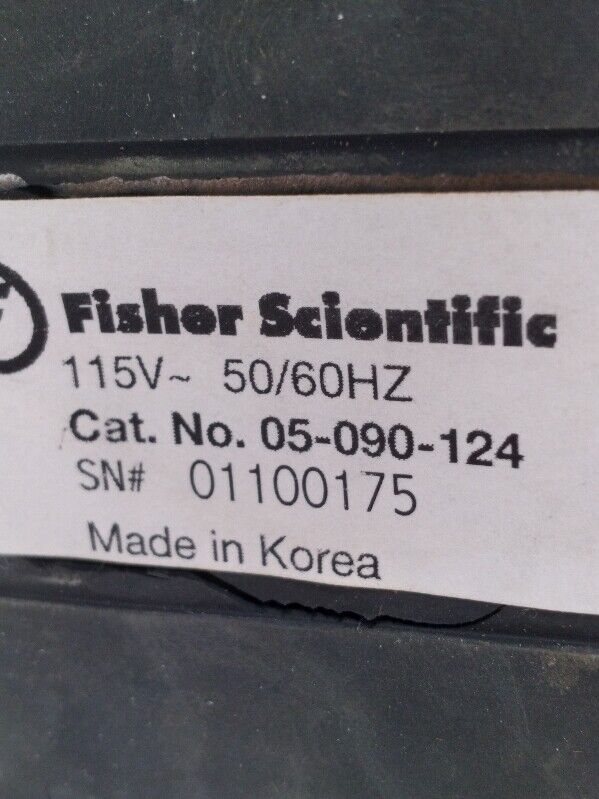 Fisher Scientific
115V~ 50/60HZ
Cat. No. 05-090-124
SN# 01100175
Made in Korea